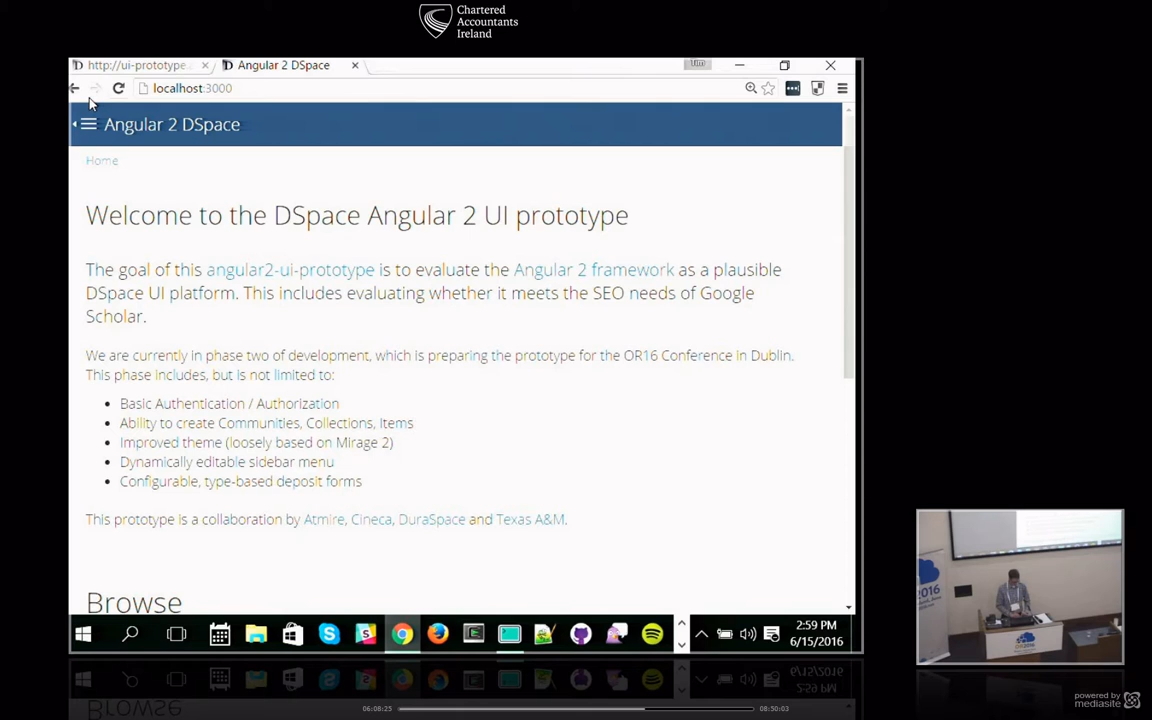 Chartered
Accountants
Ireland
http://ui-prototype
Angular 2 DSpace
Tim
localhost:3000
Angular 2 DSpace
Home
Welcome to the DSpace Angular 2 UI prototype
The goal of this angular2-ui-prototype is to evaluate the Angular 2 framework as a plausible
DSpace UI platform. This includes evaluating whether it meets the SEO needs of Google
Scholar.
We are currently in phase two of development, which is preparing the prototype for the OR16 Conference in Dublin.
This phase includes, but is not limited to:
Basic Authentication / Authorization
Ability to create Communities, Collections, Items
Improved theme (loosely based on Mirage 2)
Dynamically editable sidebar menu
Configurable, type-based deposit forms
This prototype is a collaboration by Atmire, Cineca, DuraSpace and Texas A&M.
Browse
2:59 PM
6/15/2016
2016
06:08:25
08:50:03
powered by
mediasite